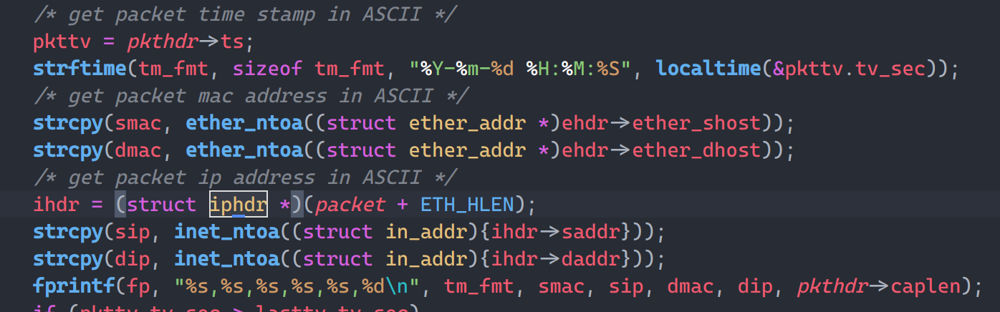 /* get packet time stamp in ASCII */
pkttv = pkthdr->ts;
strftime(tm_fmt, sizeof tm_fmt, "%Y-%m-%d %H:%M:%S", localtime(&pkttv.tv_sec));
/* get packet mac address in ASCII */
strcpy(smac, ether_ntoa((struct ether_addr *)ehdr->ether_shost));
strcpy(dmac, ether_ntoa((struct ether_addr *)ehdr->ether_dhost));
/* get packet ip address in ASCII */
ihdr = (struct iphdr *)(packet + ETH_HLEN);
strcpy(sip, inet_ntoa((struct in_addr){ihdr->saddr}));
strcpy(dip, inet_ntoa((struct in_addr){ihdr->daddr}));
fprintf(fp, "%s,%s,%s,%s,%s,%d\n", tm_fmt, smac, sip, dmac, dip, pkthdr->caplen);
if (pkttv.tv_sec > lasttv.tv_sec)